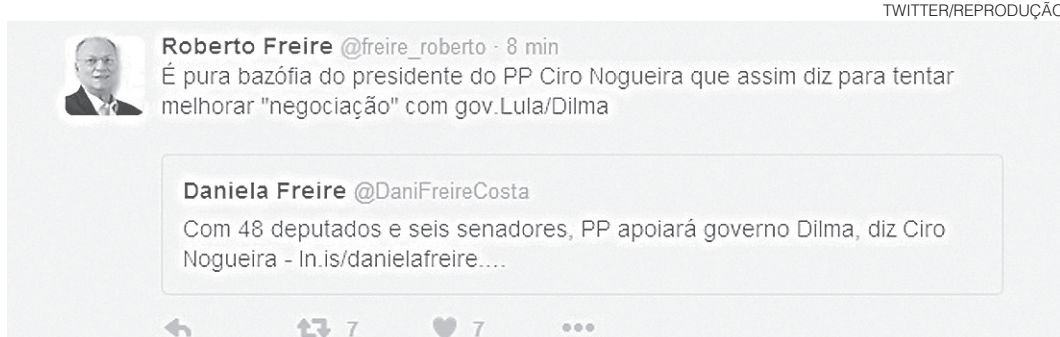 TWITTER/REPRODUÇÃO
Roberto Freire @freire_roberto · 8 min
É pura bazófia do presidente do PP Ciro Nogueira que assim diz para tentar
melhorar "negociação" com gov.Lula/Dilma
Daniela Freire @DaniFreireCosta
Com 48 deputados e seis senadores, PP apoiará governo Dilma, diz Ciro
Nogueira - ln.is/danielafreire....
7 7